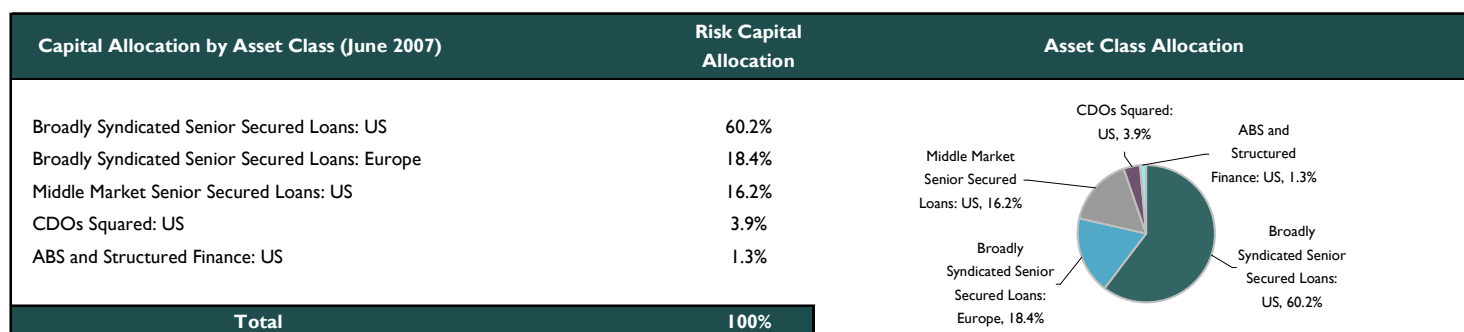 Capital Allocation by Asset Class (June 2007)
Risk Capital
Allocation
Asset Class Allocation
Broadly Syndicated Senior Secured Loans: US 60.2%
Broadly Syndicated Senior Secured Loans: Europe 18.4%
Middle Market Senior Secured Loans: US 16.2%
CDOs Squared: US 3.9%
ABS and Structured Finance: US 1.3%
Total 100%
CDOs Squared:
US, 3.9%
ABS and
Structured
Finance: US, 1.3%
Middle Market
Senior Secured
Loans: US, 16.2%
Broadly
Syndicated Senior
Secured Loans:
Europe, 18.4%
Broadly
Syndicated Senior
Secured Loans:
US, 60.2%